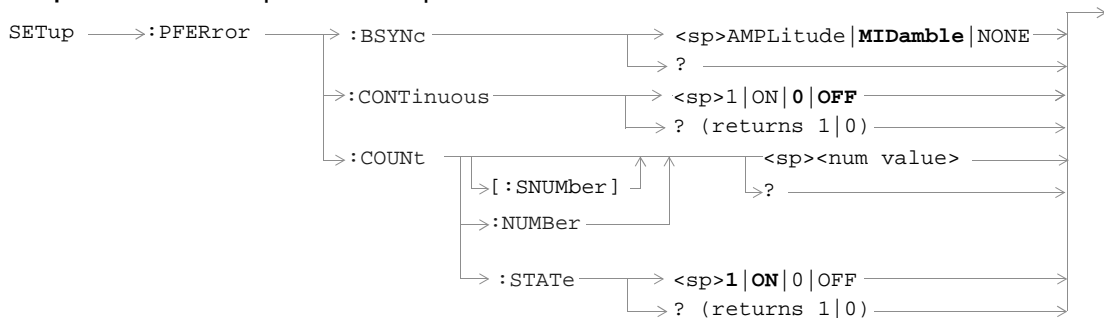 SETup :PFERror :BSYNc <sp>AMPLitude|MIDamble|NONE
?
:CONTinuous <sp>1|ON|0|OFF
? (returns 1|0)
:COUNt <sp><num value>
[:SNUMber] ?
:NUMBer
:STATe <sp>1|ON|0|OFF
? (returns 1|0)